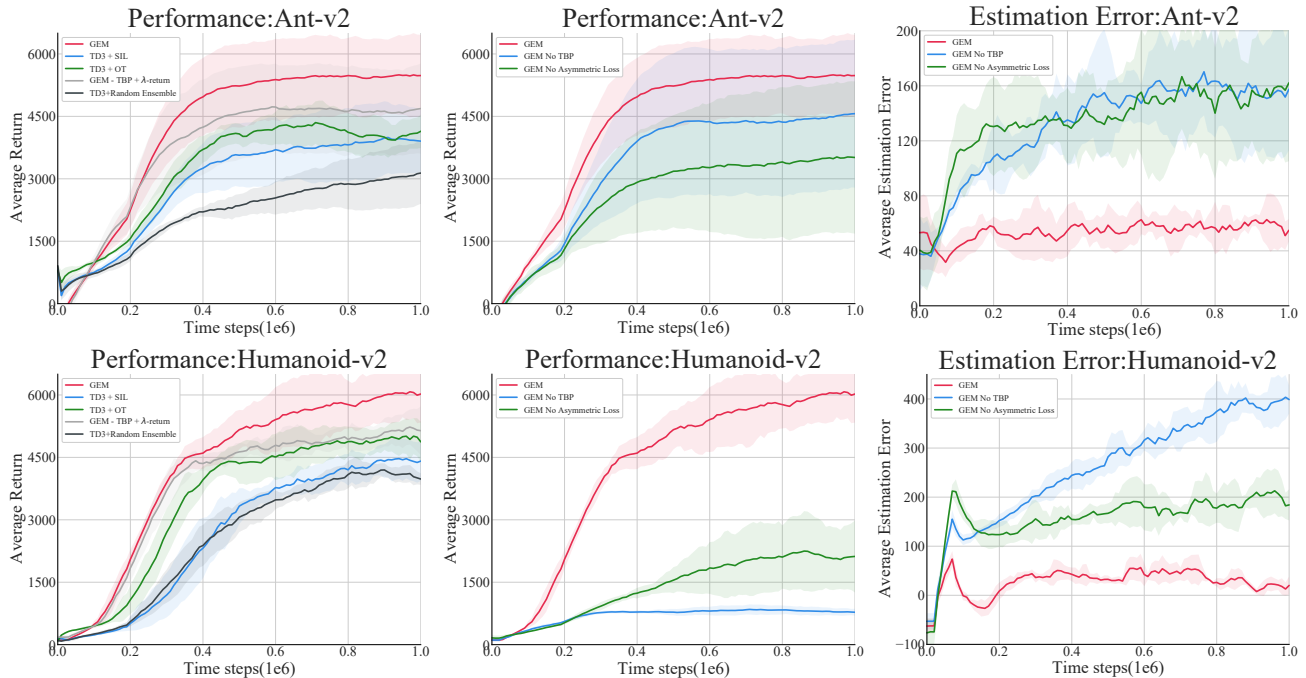 Performance:Ant-v2
Average Return
6000
4500
3000
1500
0
GEM
TD3 + SIL
TD3 + OT
GEM - TBP + λ-return
TD3+Random Ensemble
0.0 0.2 0.4 0.6 0.8 1.0
Time steps(1e6)
Performance:Ant-v2
Average Return
6000
4500
3000
1500
0
GEM
GEM No TBP
GEM No Asymmetric Loss
0.0 0.2 0.4 0.6 0.8 1.0
Time steps(1e6)
Estimation Error:Ant-v2
Average Estimation Error
200
160
120
80
40
0
GEM
GEM No TBP
GEM No Asymmetric Loss
0.0 0.2 0.4 0.6 0.8 1.0
Time steps(1e6)
Performance:Humanoid-v2
Average Return
6000
4500
3000
1500
0
GEM
TD3 + SIL
TD3 + OT
GEM - TBP + λ-return
TD3+Random Ensemble
0.0 0.2 0.4 0.6 0.8 1.0
Time steps(1e6)
Performance:Humanoid-v2
Average Return
6000
4500
3000
1500
0
GEM
GEM No TBP
GEM No Asymmetric Loss
0.0 0.2 0.4 0.6 0.8 1.0
Time steps(1e6)
Estimation Error:Humanoid-v2
Average Estimation Error
400
300
200
100
0
−100
GEM
GEM No TBP
GEM No Asymmetric Loss
0.0 0.2 0.4 0.6 0.8 1.0
Time steps(1e6)